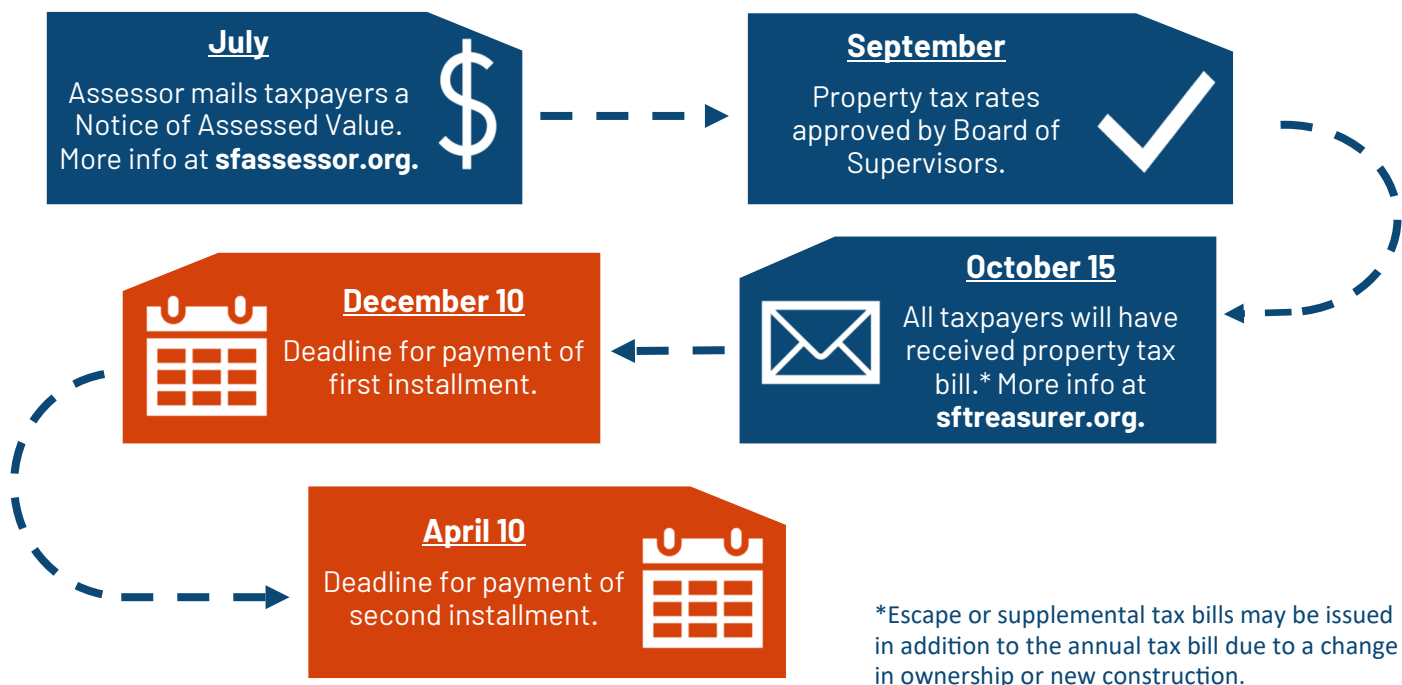 July
Assessor mails taxpayers a
Notice of Assessed Value.
More info at sfassessor.org.
September
Property tax rates
approved by Board of
Supervisors.
October 15
All taxpayers will have
received property tax
bill.* More info at
sftreasurer.org.
December 10
Deadline for payment of
first installment.
April 10
Deadline for payment of
second installment.
*Escape or supplemental tax bills may be issued
in addition to the annual tax bill due to a change
in ownership or new construction.